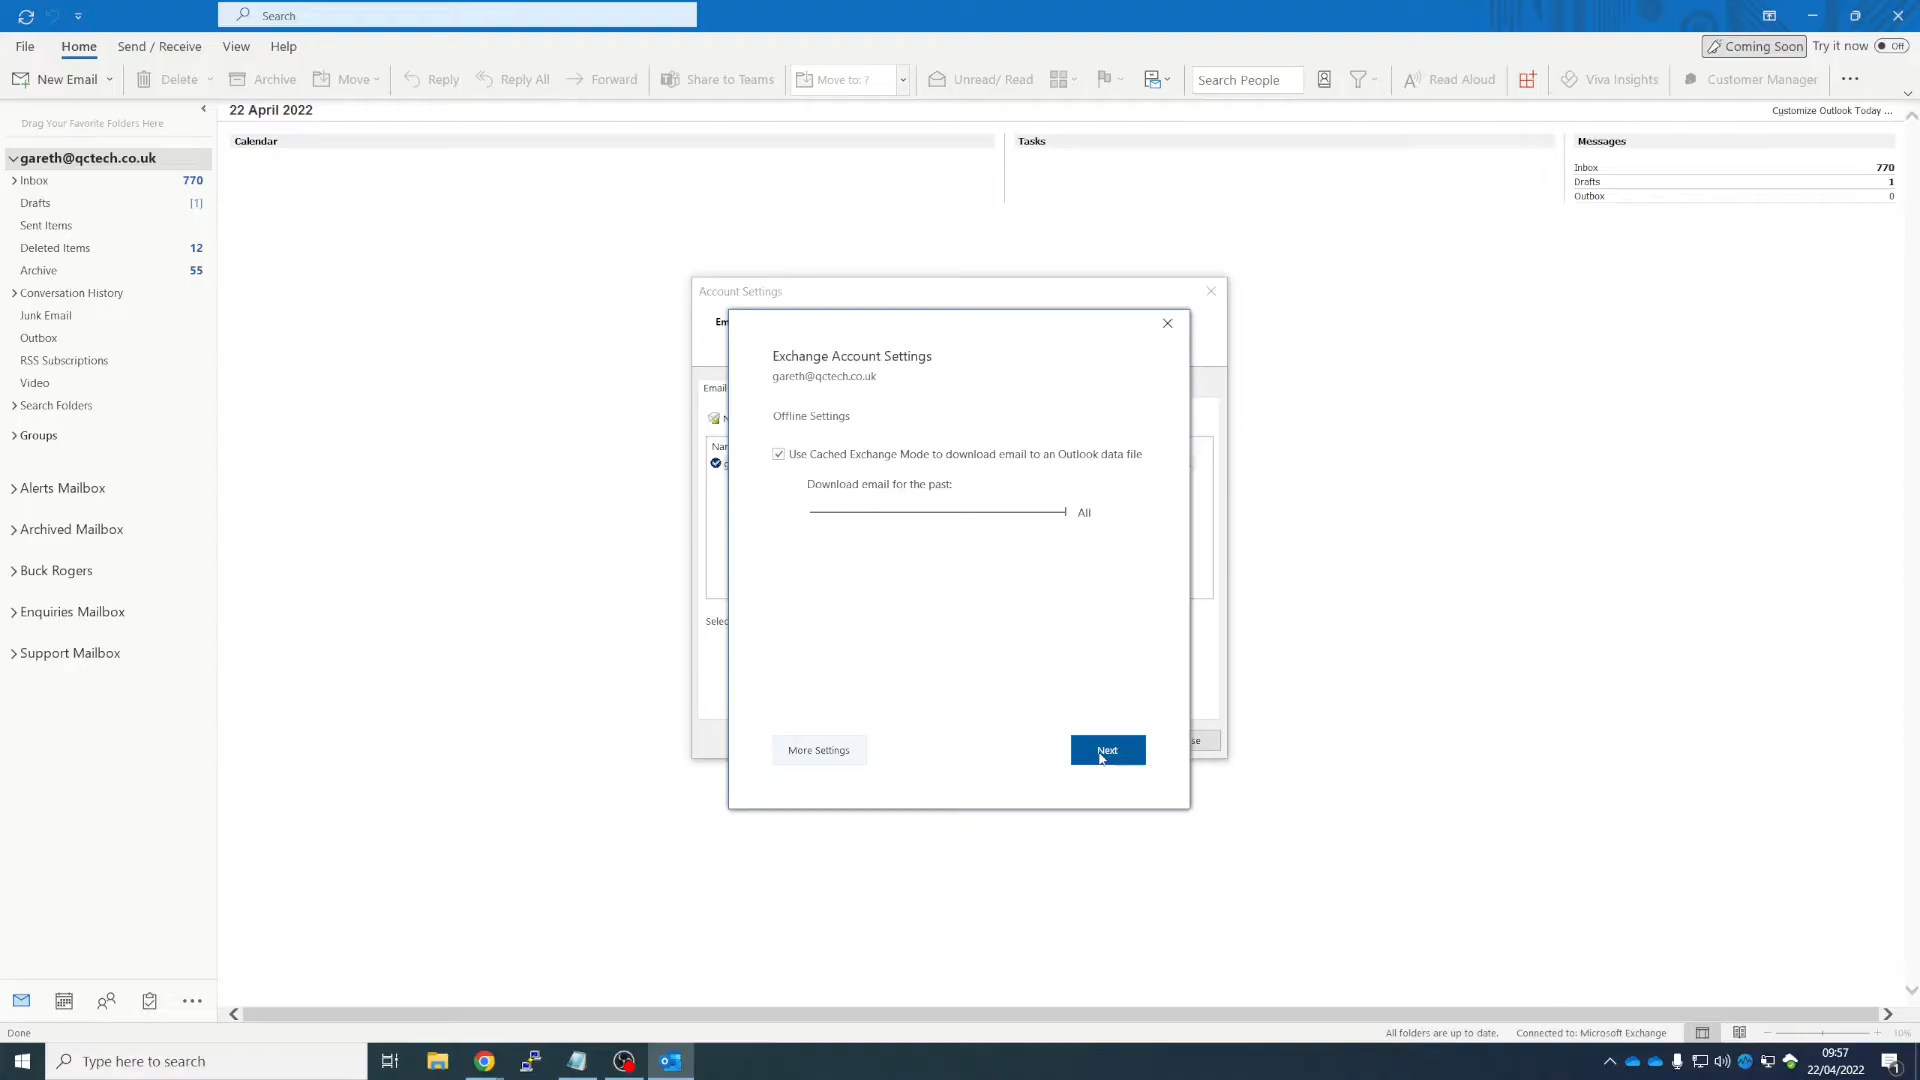 Search
File Home Send / Receive View Help
Coming Soon Try it now Off
New Email Delete Archive Move Reply Reply All Forward Share to Teams Move to: ? Unread/ Read Search People Read Aloud Viva Insights Customer Manager
Drag Your Favorite Folders Here
gareth@qctech.co.uk
Inbox 770
Drafts [1]
Sent Items
Deleted Items 12
Archive 55
Conversation History
Junk Email
Outbox
RSS Subscriptions
Video
Search Folders
Groups
Alerts Mailbox
Archived Mailbox
Buck Rogers
Enquiries Mailbox
Support Mailbox
22 April 2022
Customize Outlook Today ...
Calendar
Tasks
Messages
Inbox 770
Drafts 1
Outbox 0
Account Settings
Em
Email
N
Nar
g
Selec
se
Exchange Account Settings
gareth@qctech.co.uk
Offline Settings
Use Cached Exchange Mode to download email to an Outlook data file
Download email for the past:
All
More Settings
Next
Done
All folders are up to date. Connected to: Microsoft Exchange 10%
Type here to search
09:57
22/04/2022
1